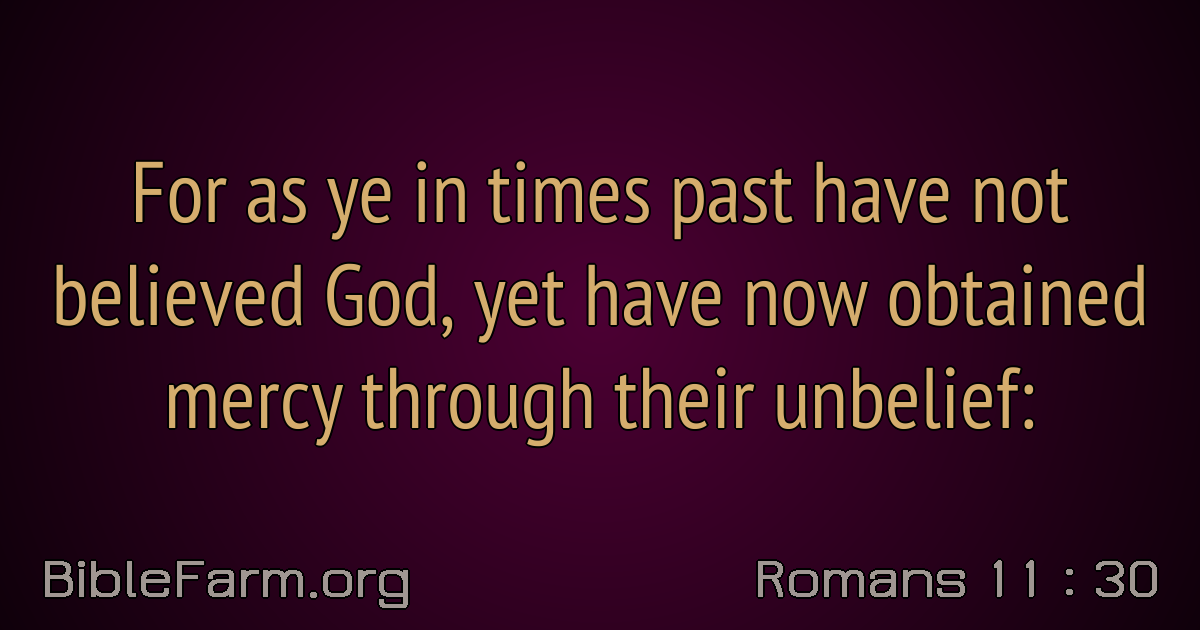 For as ye in times past have not
believed God, yet have now obtained
mercy through their unbelief:
BibleFarm.org
Romans 11 : 30